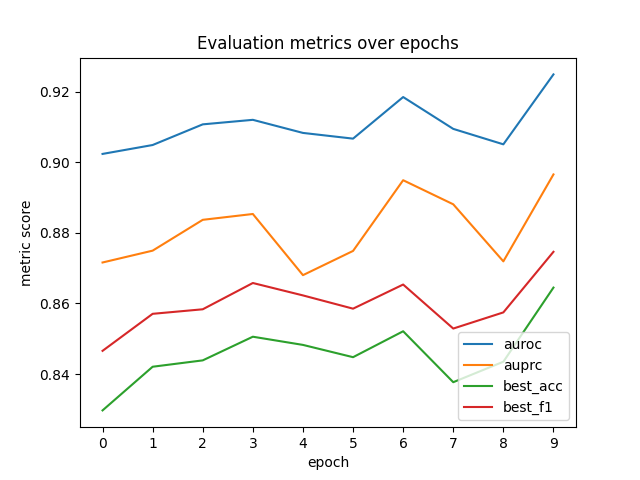 Evaluation metrics over epochs
metric score
0.92
0.90
0.88
0.86
0.84
auroc
auprc
best_acc
best_f1
0 1 2 3 4 5 6 7 8 9
epoch